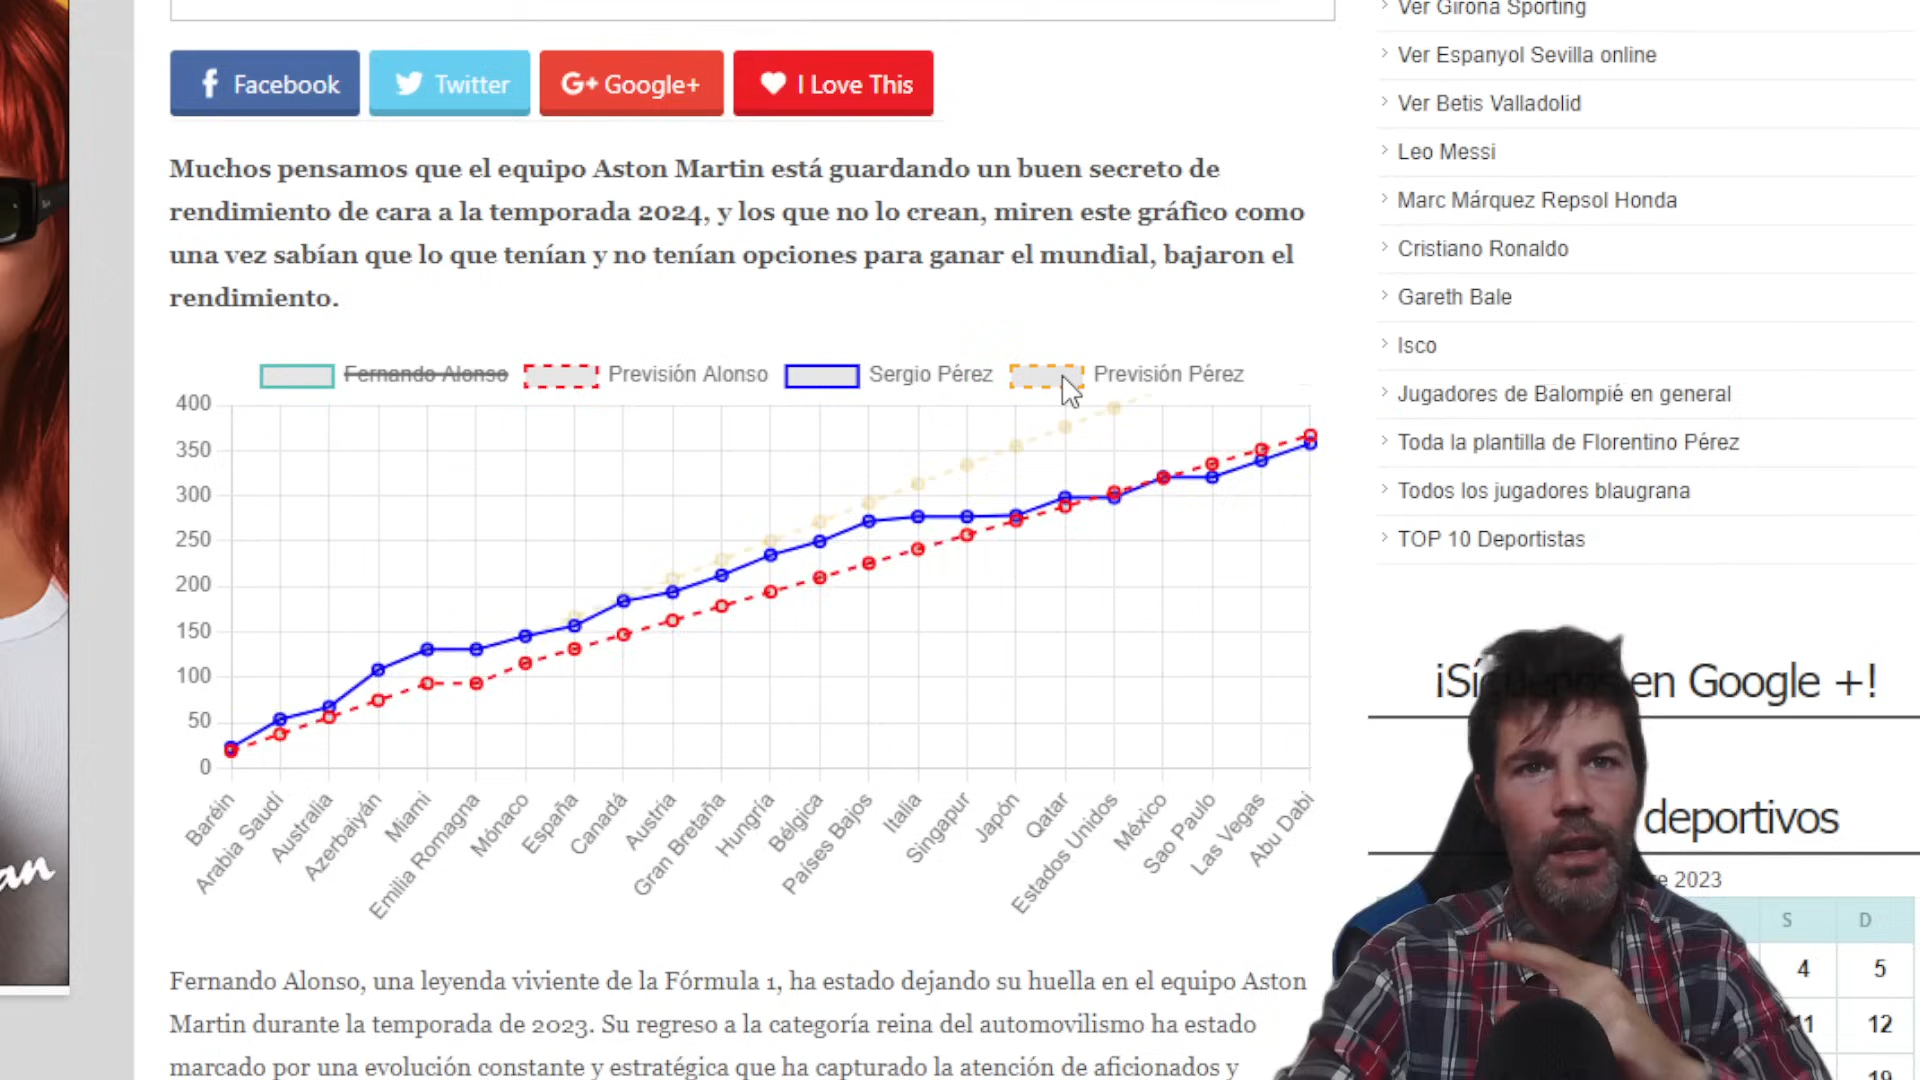 Facebook
Twitter
G+ Google+
I Love This
Muchos pensamos que el equipo Aston Martin está guardando un buen secreto de
rendimiento de cara a la temporada 2024, y los que no lo crean, miren este gráfico como
una vez sabían que lo que tenían y no tenían opciones para ganar el mundial, bajaron el
rendimiento.
Fernando Alonso
Previsión Alonso
Sergio Pérez
Previsión Pérez
400
350
300
250
200
150
100
50
0
Baréin
Arabia Saudí
Australia
Azerbaiyán
Miami
Emilia Romagna
Mónaco
España
Canadá
Austria
Gran Bretaña
Hungría
Bélgica
Países Bajos
Italia
Singapur
Japón
Qatar
Estados Unidos
México
Sao Paulo
Las Vegas
Abu Dabi
Fernando Alonso, una leyenda viviente de la Fórmula 1, ha estado dejando su huella en el equipo Aston
Martin durante la temporada de 2023. Su regreso a la categoría reina del automovilismo ha estado
marcado por una evolución constante y estratégica que ha capturado la atención de aficionados y
Ver Girona Sporting
Ver Espanyol Sevilla online
Ver Betis Valladolid
Leo Messi
Marc Márquez Repsol Honda
Cristiano Ronaldo
Gareth Bale
Isco
Jugadores de Balompié en general
Toda la plantilla de Florentino Pérez
Todos los jugadores blaugrana
TOP 10 Deportistas
en Google +!
deportivos
2023
S D
4 5
11 12
19